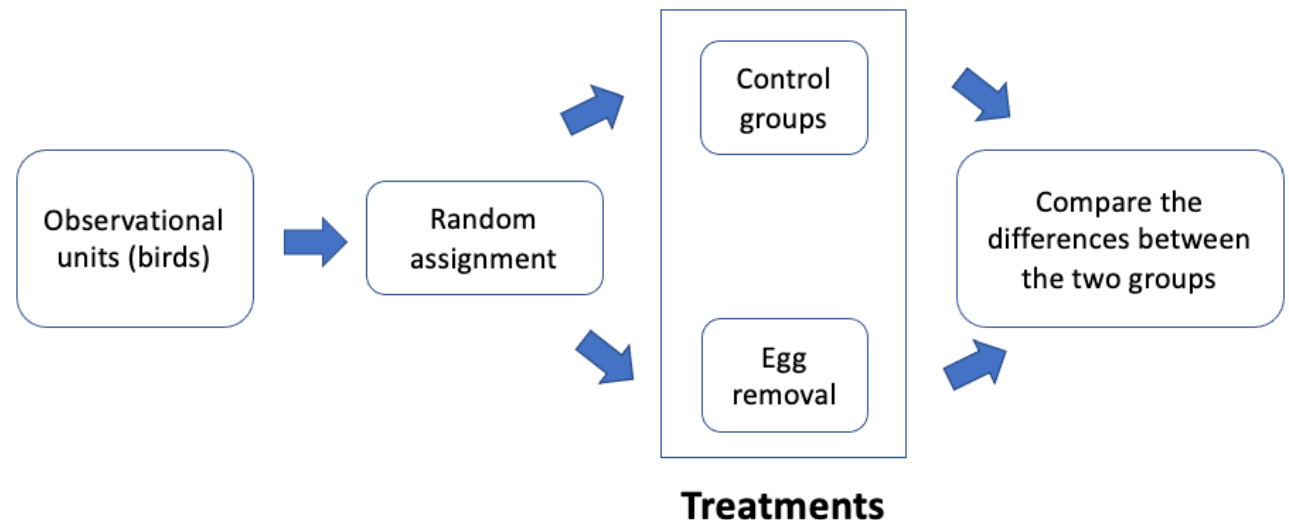 Observational
units (birds)
Random
assignment
Control
groups
Egg
removal
Treatments
Compare the
differences between
the two groups